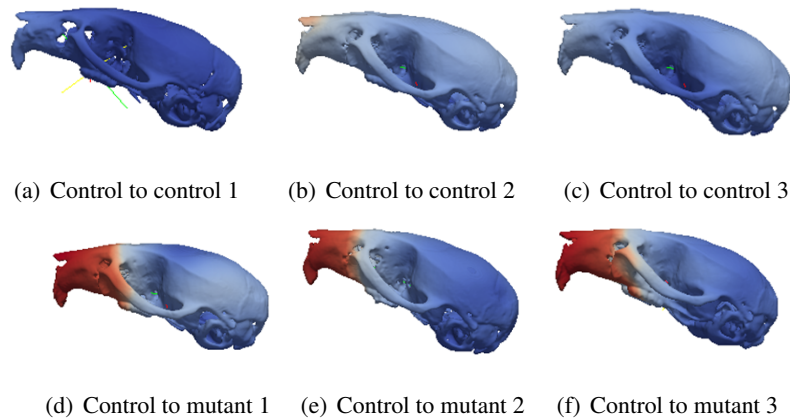 (a) Control to control 1
(b) Control to control 2
(c) Control to control 3
(d) Control to mutant 1
(e) Control to mutant 2
(f) Control to mutant 3